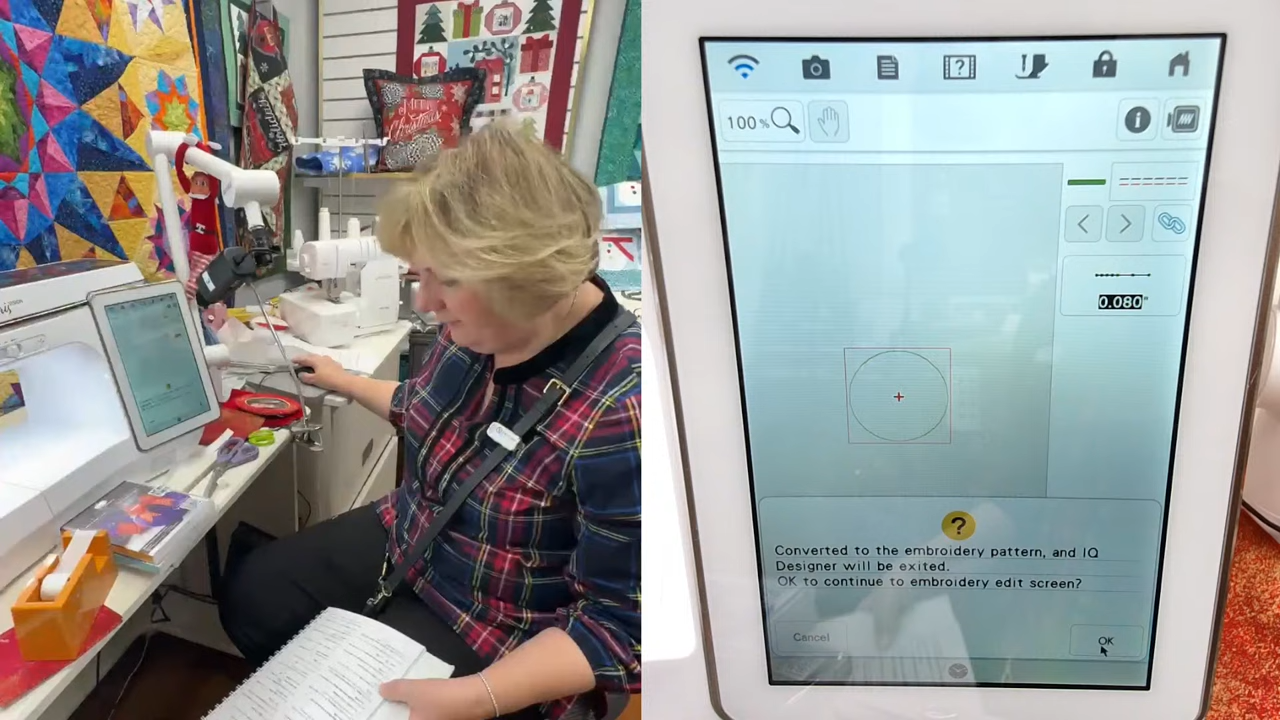 Merry
Christmas
100 %
?
i
0.080"
?
Converted to the embroidery pattern, and IQ
Designer will be exited.
OK to continue to embroidery edit screen?
Cancel
OK